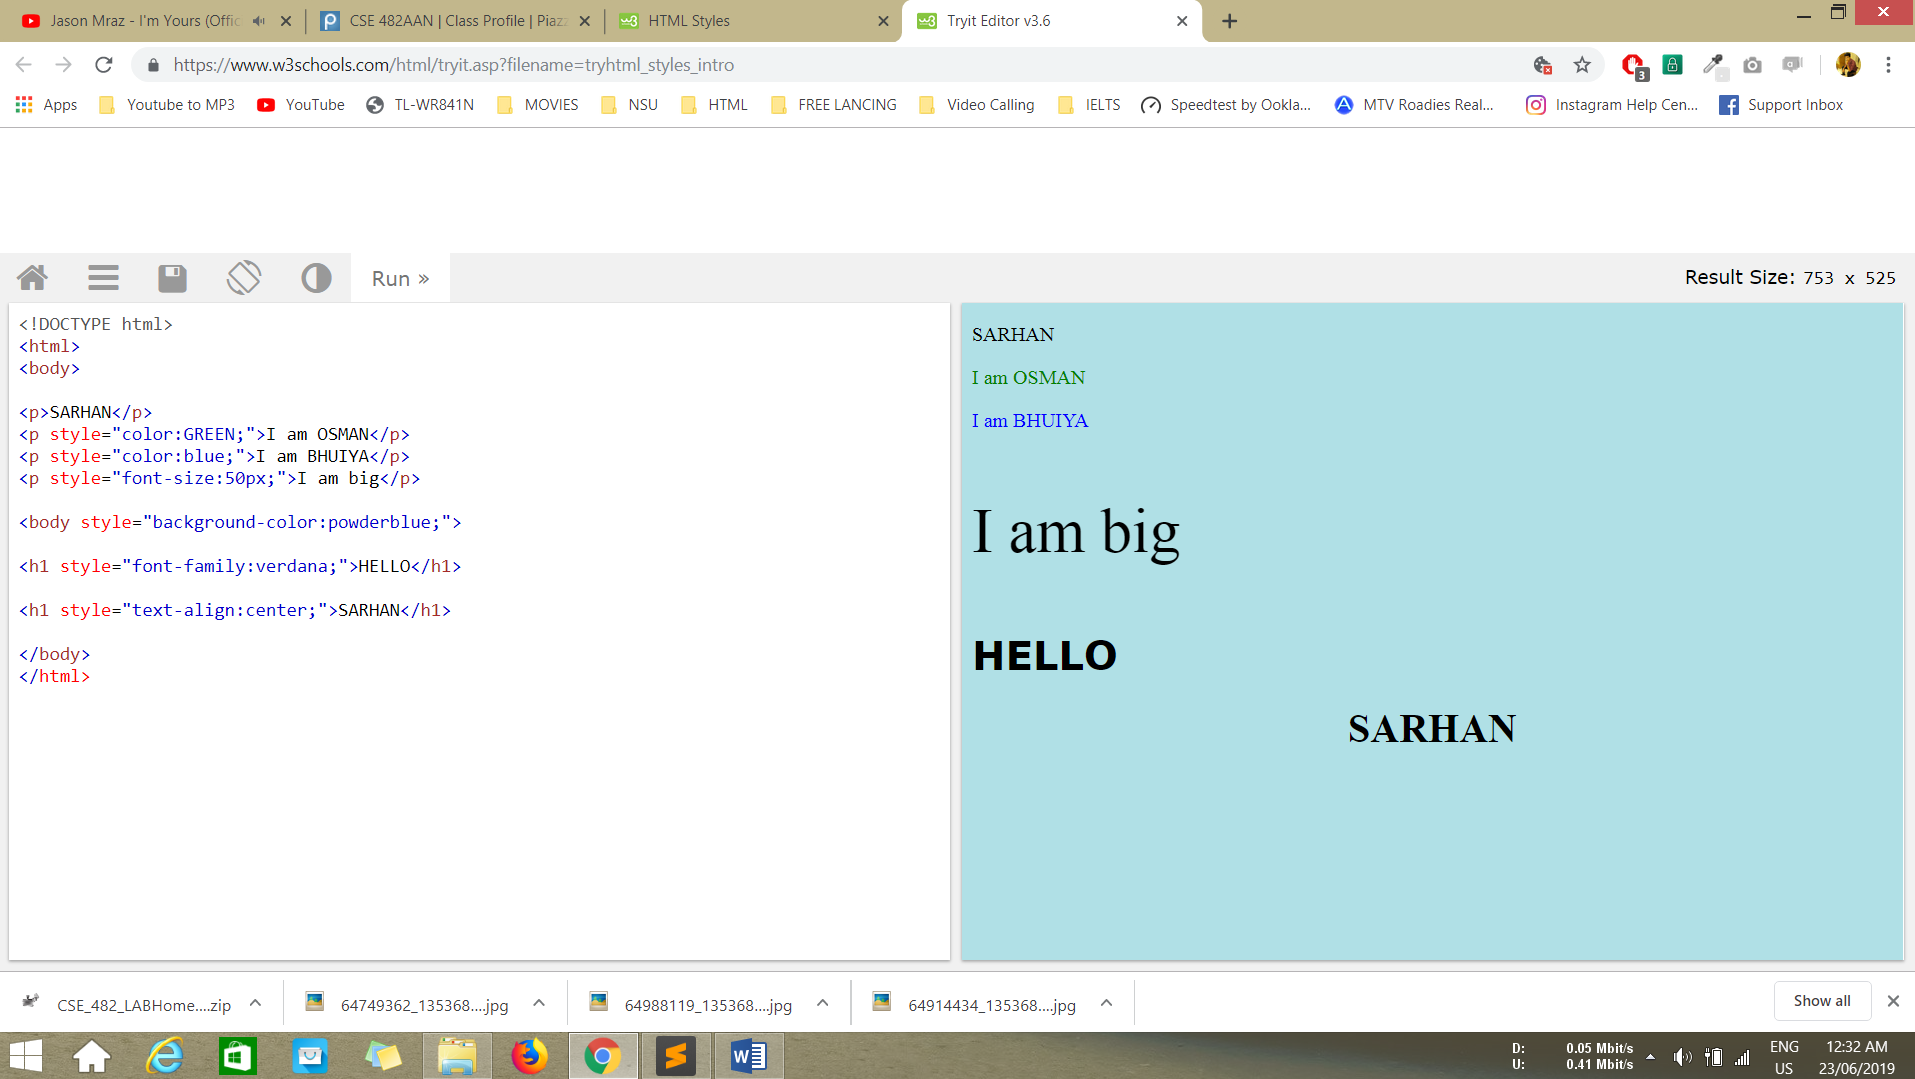 Jason Mraz - I'm Yours (Offic
CSE 482AAN | Class Profile | Piazz
HTML Styles
Tryit Editor v3.6
https://www.w3schools.com/html/tryit.asp?filename=tryhtml_styles_intro
3
Apps Youtube to MP3 YouTube TL-WR841N MOVIES NSU HTML FREE LANCING Video Calling IELTS Speedtest by Ookla... MTV Roadies Real... Instagram Help Cen... Support Inbox
Run »
Result Size: 753 x 525
<!DOCTYPE html>
<html>
<body>
<p>SARHAN</p>
<p style="color:GREEN;">I am OSMAN</p>
<p style="color:blue;">I am BHUIYA</p>
<p style="font-size:50px;">I am big</p>
<body style="background-color:powderblue;">
<h1 style="font-family:verdana;">HELLO</h1>
<h1 style="text-align:center;">SARHAN</h1>
</body>
</html>
SARHAN
I am OSMAN
I am BHUIYA
I am big
HELLO
SARHAN
CSE_482_LABHome....zip
64749362_135368....jpg
64988119_135368....jpg
64914434_135368....jpg
Show all
D: 0.05 Mbit/s
U: 0.41 Mbit/s
ENG
US
12:32 AM
23/06/2019